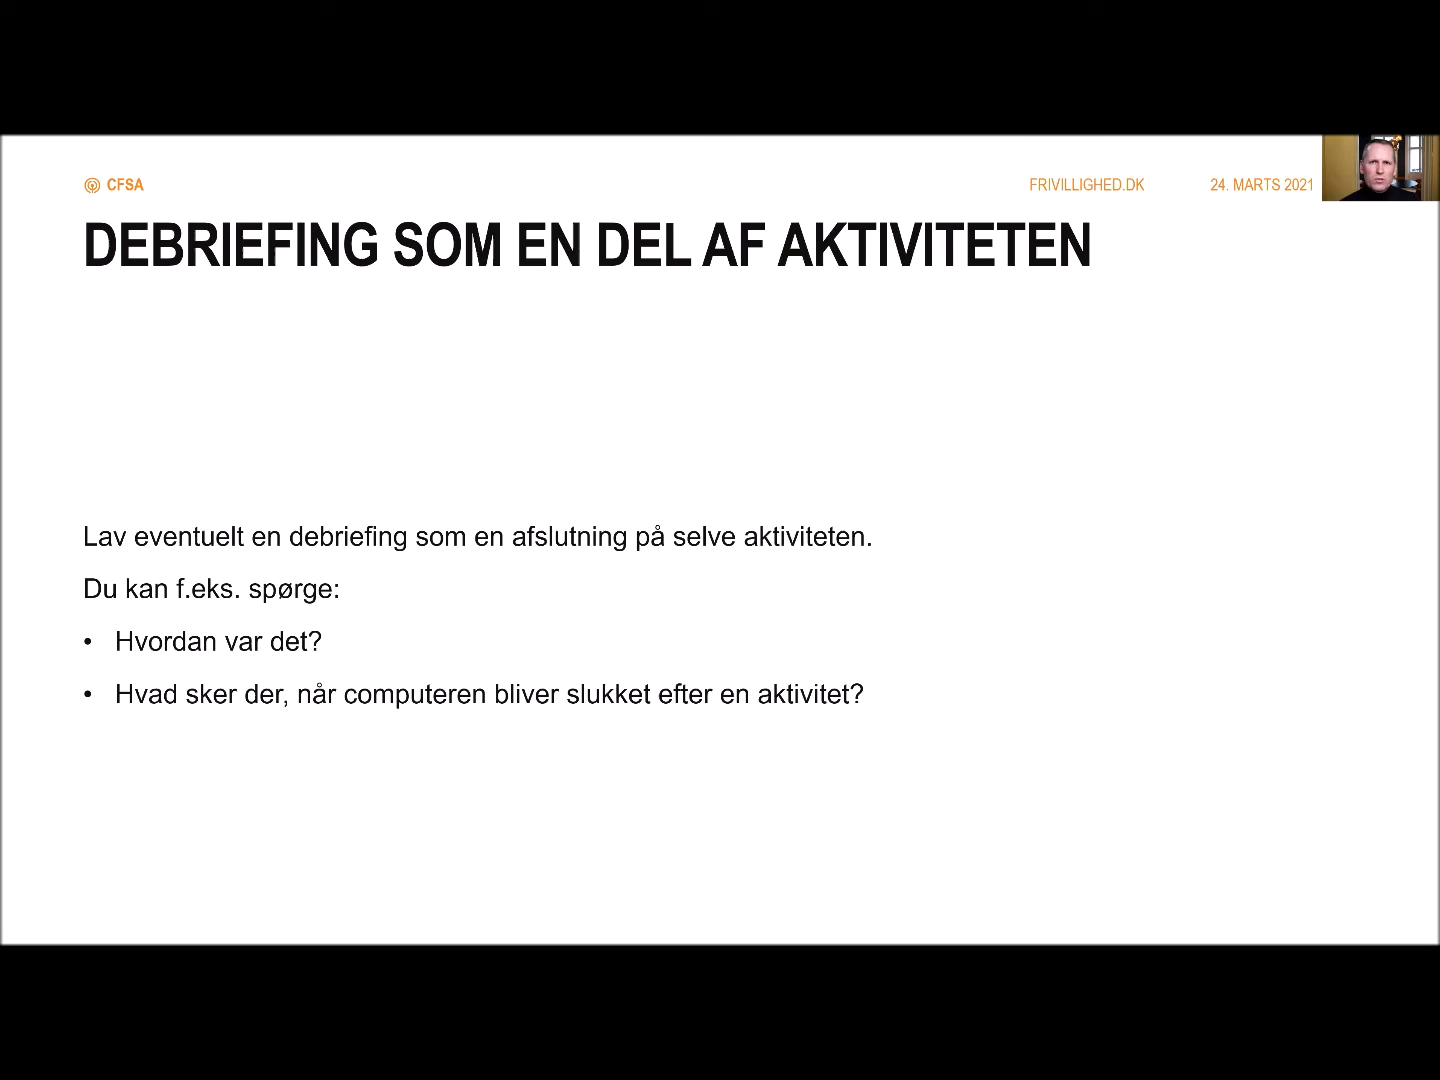 CFSA
FRIVILLIGHED.DK
24. MARTS 2021
DEBRIEFING SOM EN DEL AF AKTIVITETEN
Lav eventuelt en debriefing som en afslutning på selve aktiviteten.
Du kan f.eks. spørge:
• Hvordan var det?
• Hvad sker der, når computeren bliver slukket efter en aktivitet?